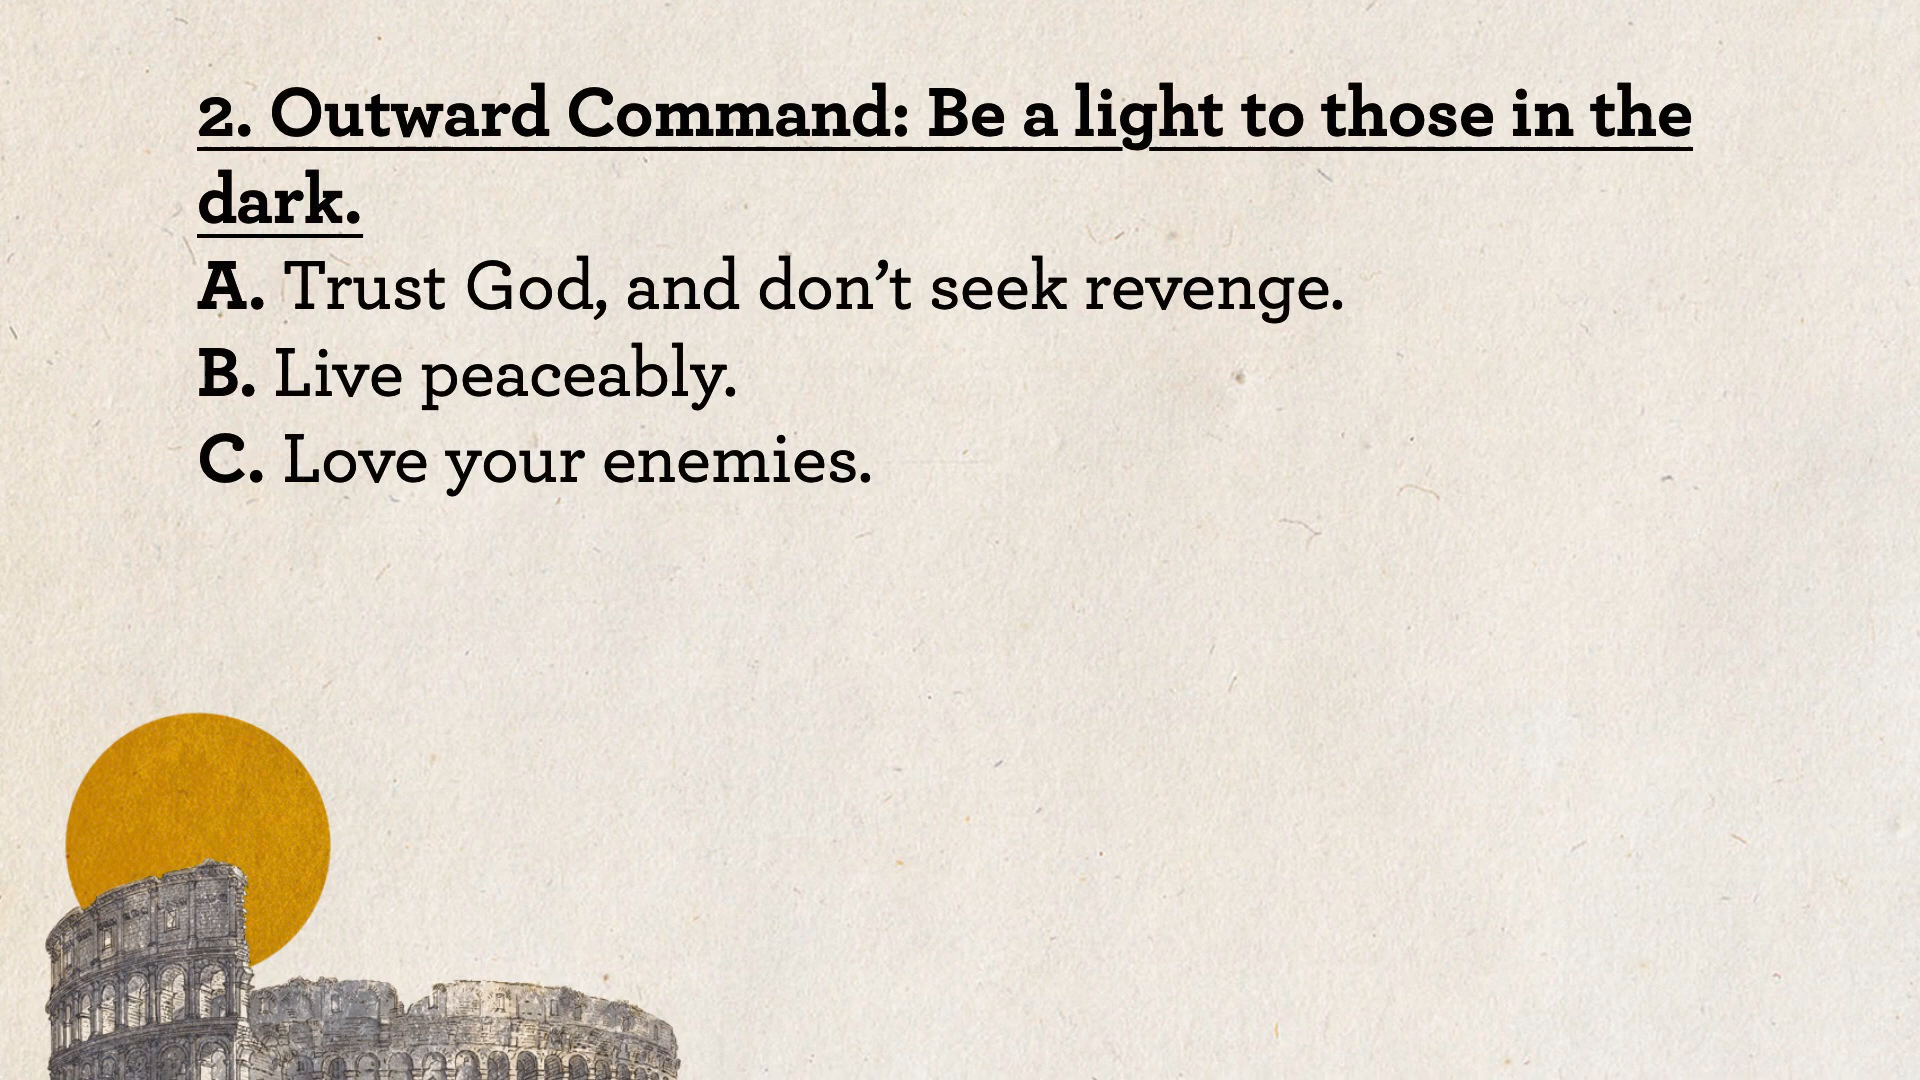 2. Outward Command: Be a light to those in the
dark.
A. Trust God, and don’t seek revenge.
B. Live peaceably.
C. Love your enemies.